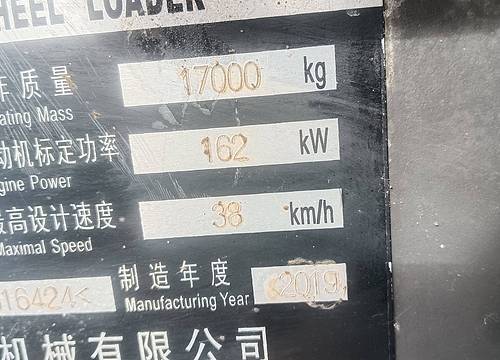 HEEL LOADER
车质量 17000 kg
ating Mass
动机标定功率 162 kW
gine Power
最高设计速度 38 km/h
Maximal Speed
16424< 制造年度 2019
Manufacturing Year
机械有限公司